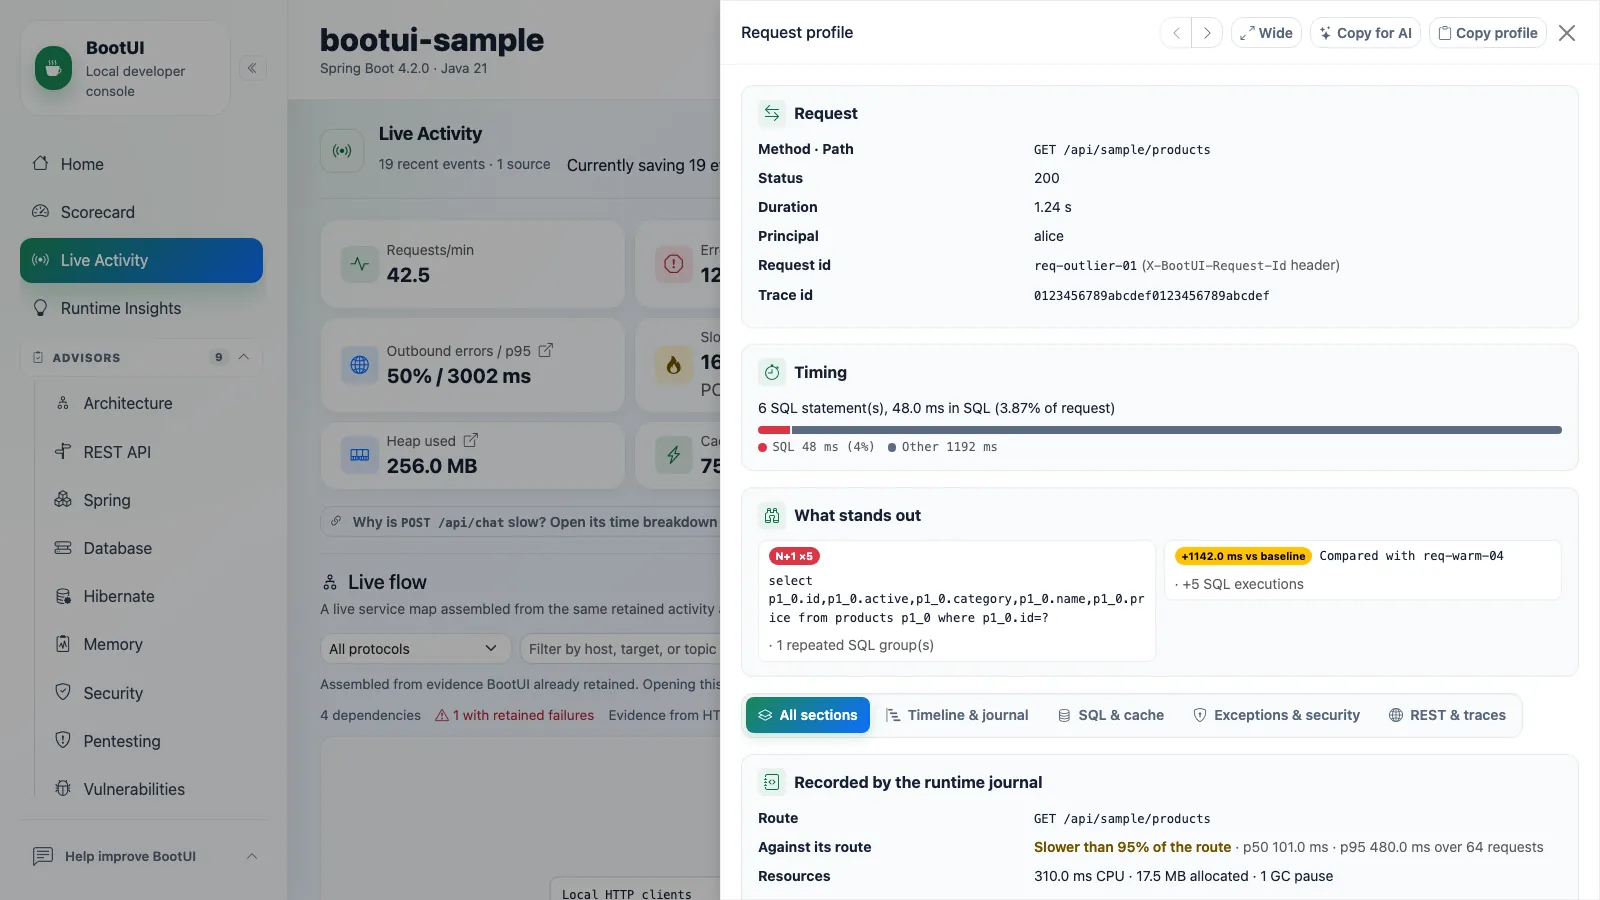 BootUI
Local developer
console
Home
Scorecard
Live Activity
Runtime Insights
ADVISORS 9
Architecture
REST API
Spring
Database
Hibernate
Memory
Security
Pentesting
Vulnerabilities
Help improve BootUI
bootui-sample
Spring Boot 4.2.0 · Java 21
Live Activity
19 recent events · 1 source Currently saving 19 e
Requests/min
42.5
Err
12
Outbound errors / p95
50% / 3002 ms
Slo
16
PO
Heap used
256.0 MB
Cac
75
Why is POST /api/chat slow? Open its time breakdown
Live flow
A live service map assembled from the same retained activity
All protocols
Filter by host, target, or topic
Assembled from evidence BootUI already retained. Opening this
4 dependencies 1 with retained failures Evidence from HT
Local HTTP clients
Request profile
Wide
Copy for AI
Copy profile
Request
Method · Path GET /api/sample/products
Status 200
Duration 1.24 s
Principal alice
Request id req-outlier-01 (X-BootUI-Request-Id header)
Trace id 0123456789abcdef0123456789abcdef
Timing
6 SQL statement(s), 48.0 ms in SQL (3.87% of request)
SQL 48 ms (4%) Other 1192 ms
What stands out
N+1 ×5
select
p1_0.id,p1_0.active,p1_0.category,p1_0.name,p1_0.pr
ice from products p1_0 where p1_0.id=?
· 1 repeated SQL group(s)
+1142.0 ms vs baseline Compared with req-warm-04
· +5 SQL executions
All sections
Timeline & journal
SQL & cache
Exceptions & security
REST & traces
Recorded by the runtime journal
Route GET /api/sample/products
Against its route Slower than 95% of the route · p50 101.0 ms · p95 480.0 ms over 64 requests
Resources 310.0 ms CPU · 17.5 MB allocated · 1 GC pause